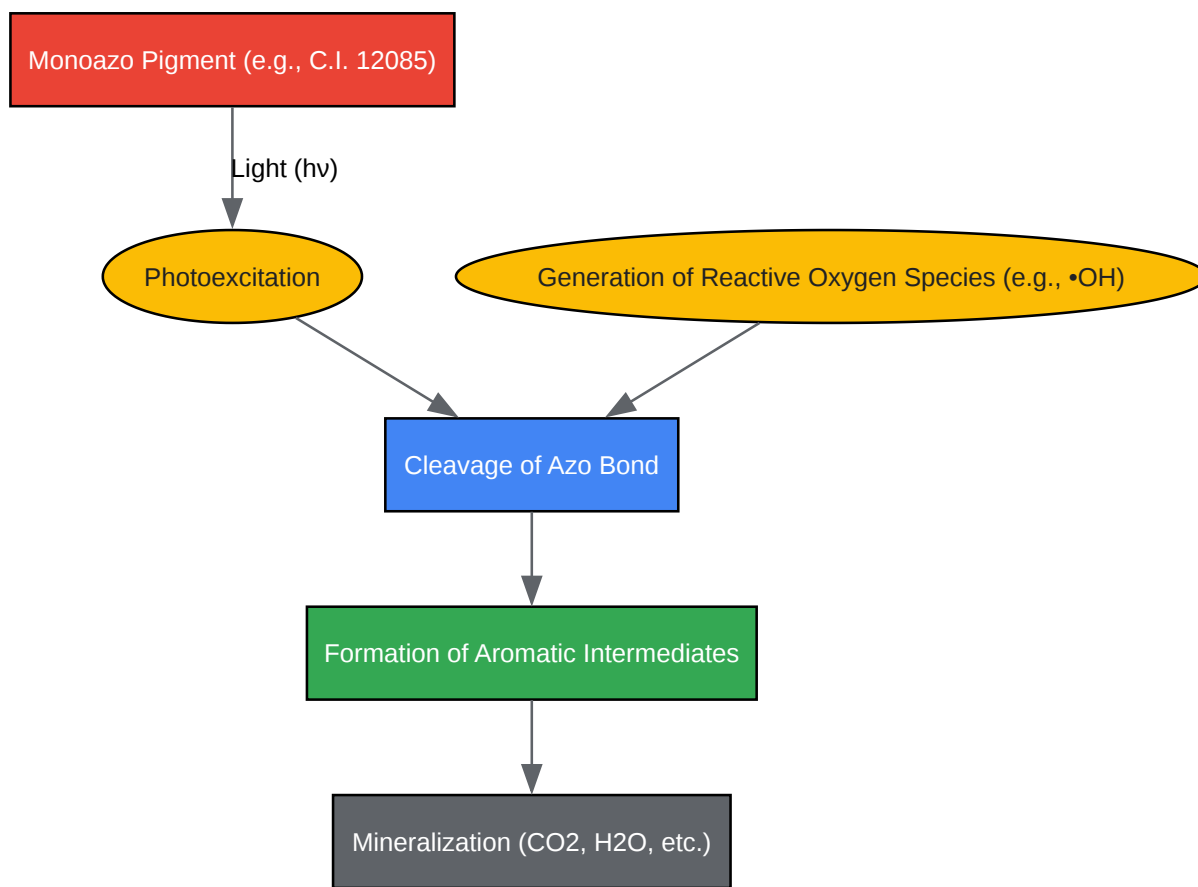 Monoazo Pigment (e.g., C.I. 12085)
Light (hν)
Photoexcitation
Generation of Reactive Oxygen Species (e.g., •OH)
Cleavage of Azo Bond
Formation of Aromatic Intermediates
Mineralization (CO2, H2O, etc.)